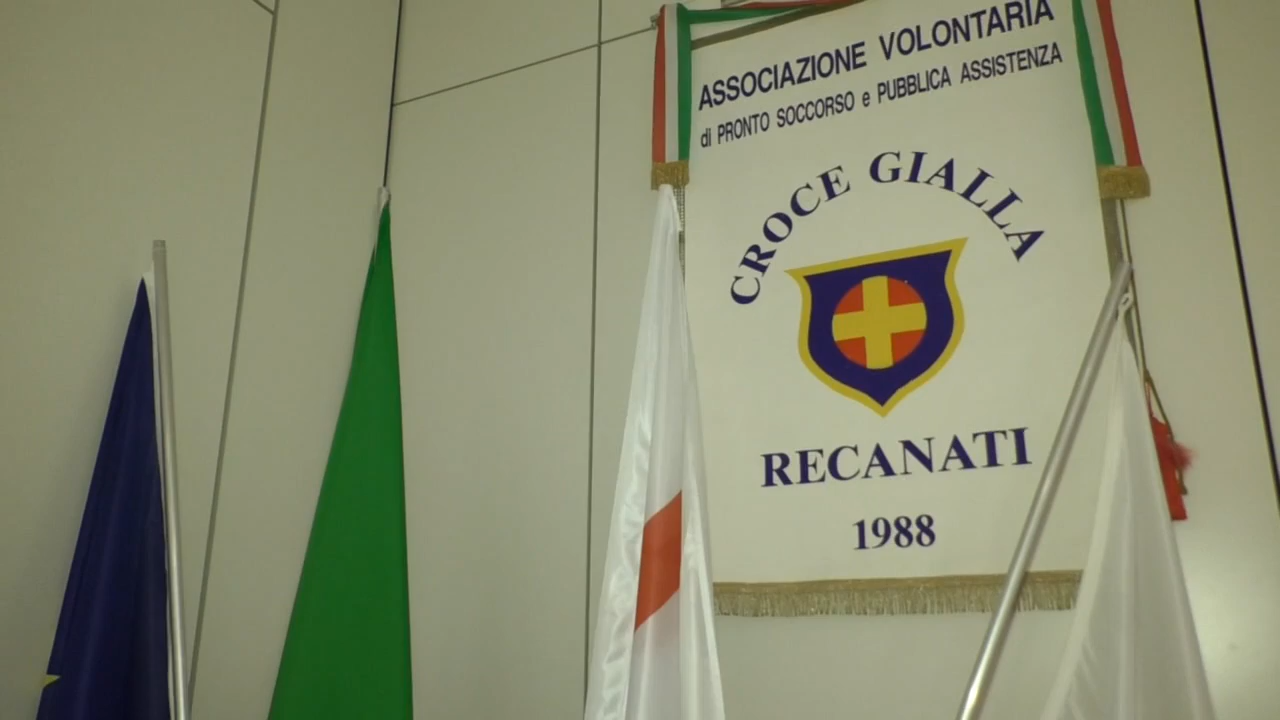 ASSOCIAZIONE VOLONTARIA
di PRONTO SOCCORSO e PUBBLICA ASSISTENZA
CROCE GIALLA
RECANATI
1988